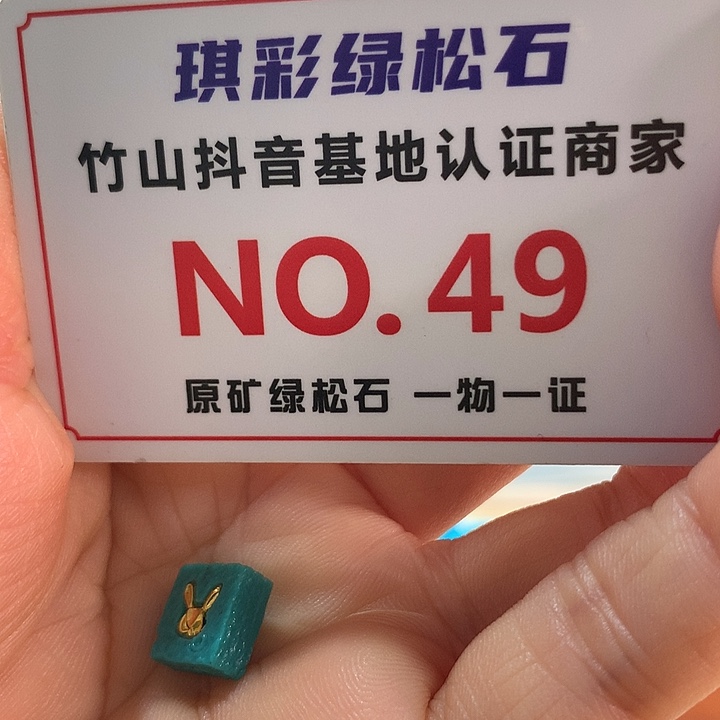 琪彩绿松石
竹山抖音基地认证商家
NO.49
原矿绿松石 一物一证